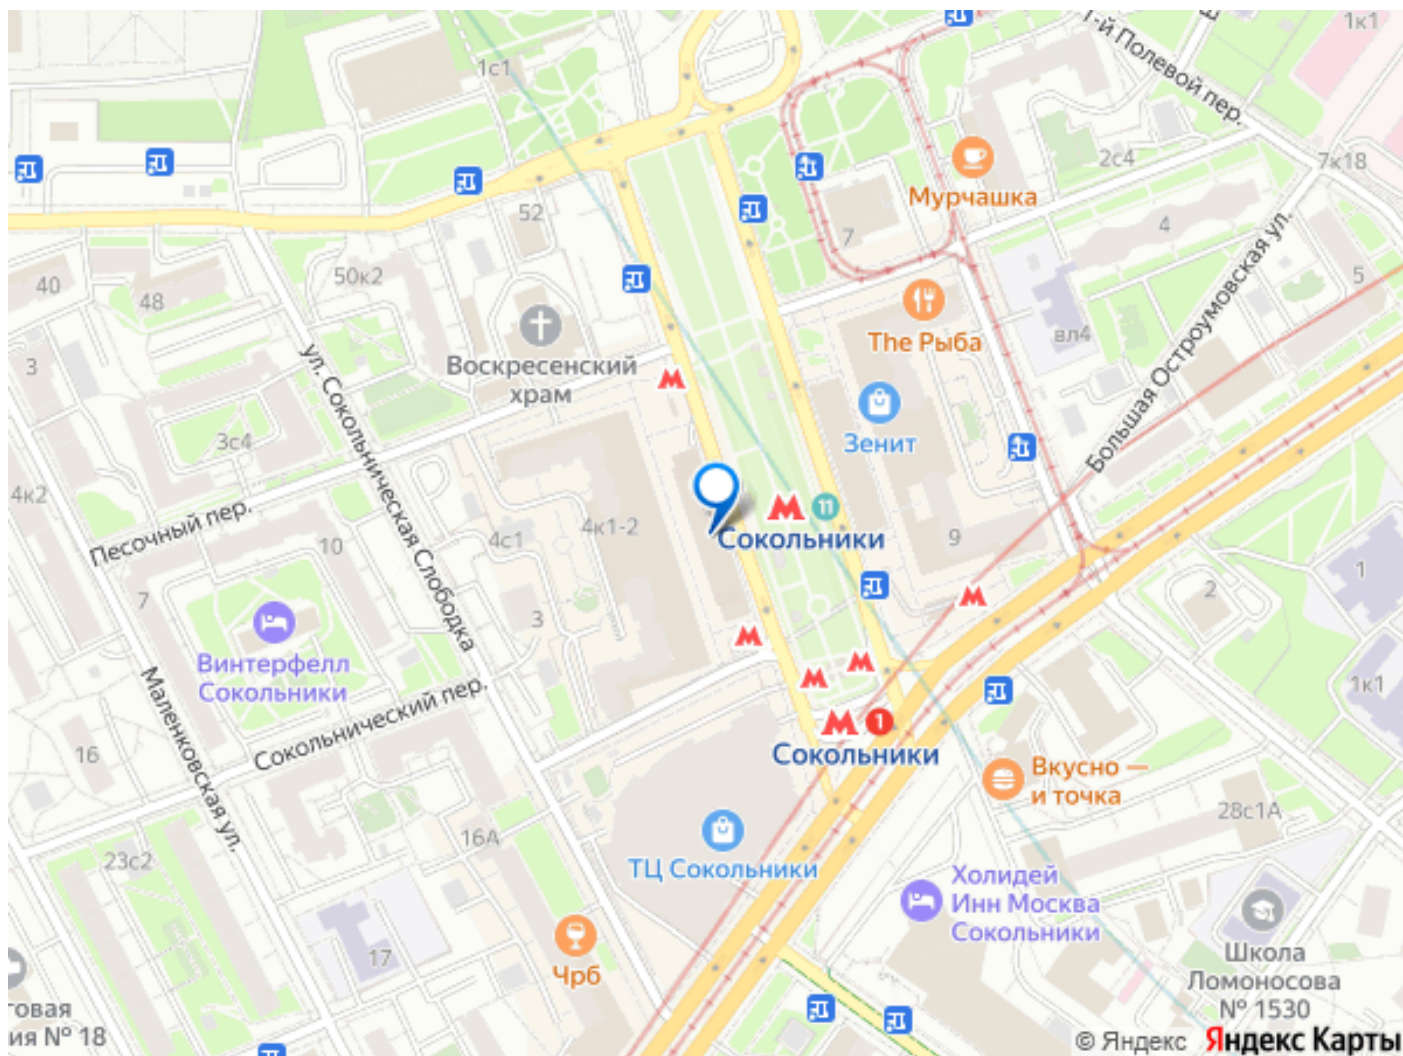 1к1
1-й Полевой пер.
1с1
2с4
7к18
Мурчашка
52
7
4
Большая Остроумовская ул.
5
50к2
40
48
The Рыба
вл4
Воскресенский
храм
3
ул. Сокольническая Слободка
Зенит
3с4
4к2
Песочный пер.
10
4с1
4к1-2
11
Сокольники
9
1
7
3
2
Винтерфелл
Сокольники
Маленковская ул.
Сокольнический пер.
1к1
16
1
Сокольники
Вкусно —
и точка
28с1А
16А
23с2
ТЦ Сокольники
Холидей
Инн Москва
Сокольники
17
Чрб
Школа
Ломоносова
№ 1530
говая
ия № 18
© Яндекс Яндекс Карты